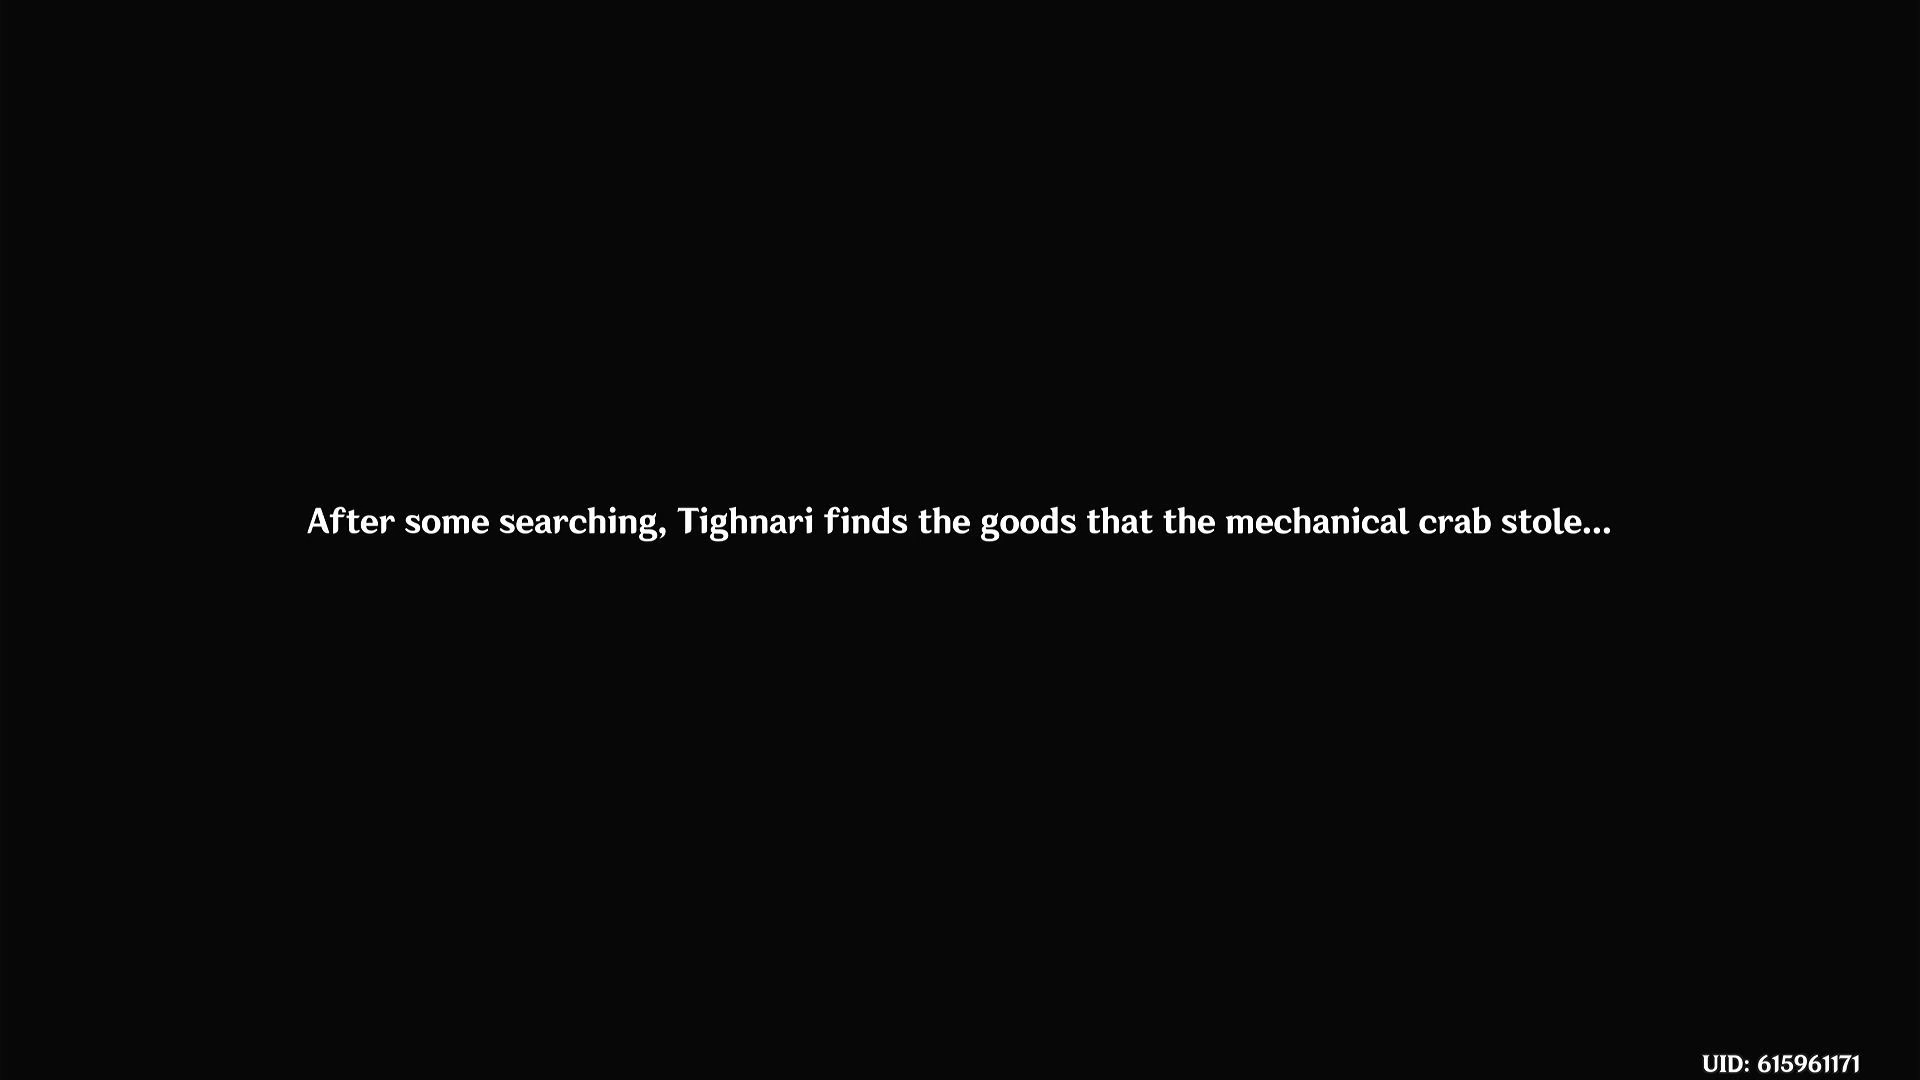 After some searching, Tighnari finds the goods that the mechanical crab stole...
UID: 615961171